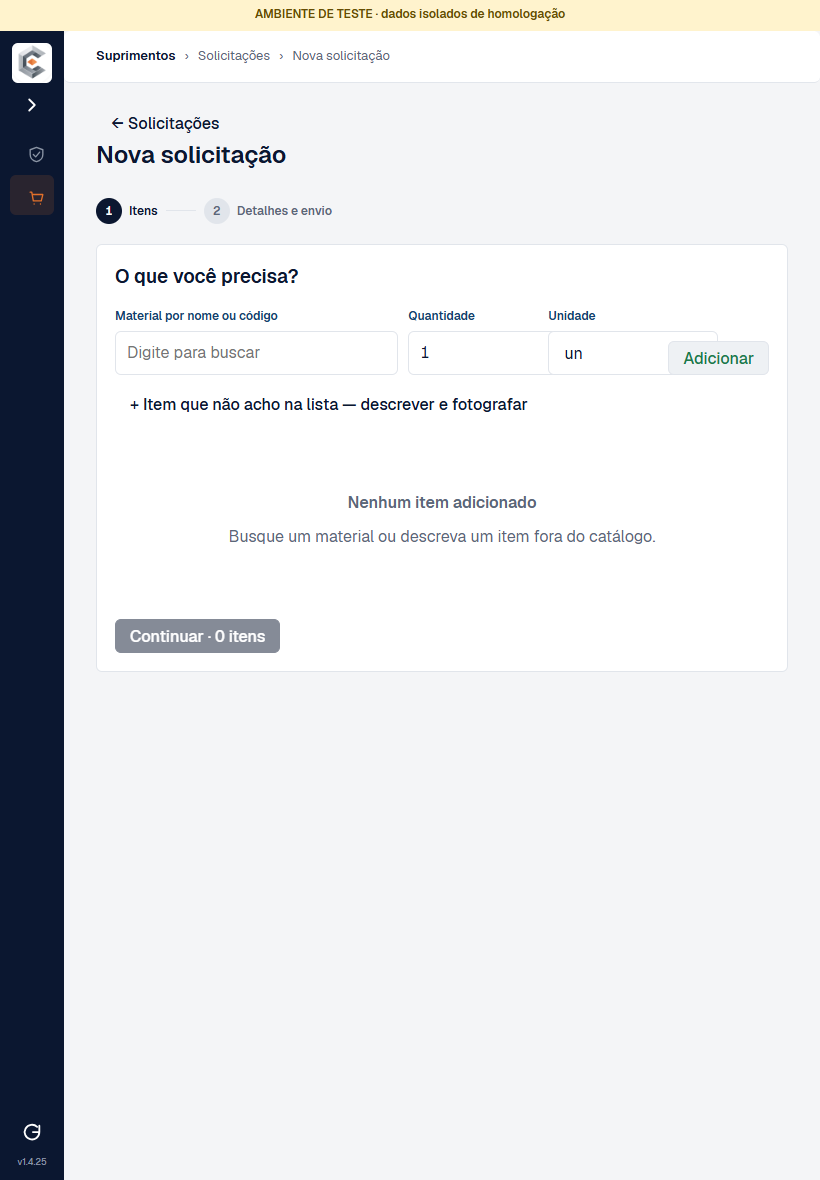 AMBIENTE DE TESTE · dados isolados de homologação
Suprimentos › Solicitações › Nova solicitação
← Solicitações
Nova solicitação
1 Itens 2 Detalhes e envio
O que você precisa?
Material por nome ou código Quantidade Unidade
Digite para buscar 1 un Adicionar
+ Item que não acho na lista — descrever e fotografar
Nenhum item adicionado
Busque um material ou descreva um item fora do catálogo.
Continuar · 0 itens
v1.4.25